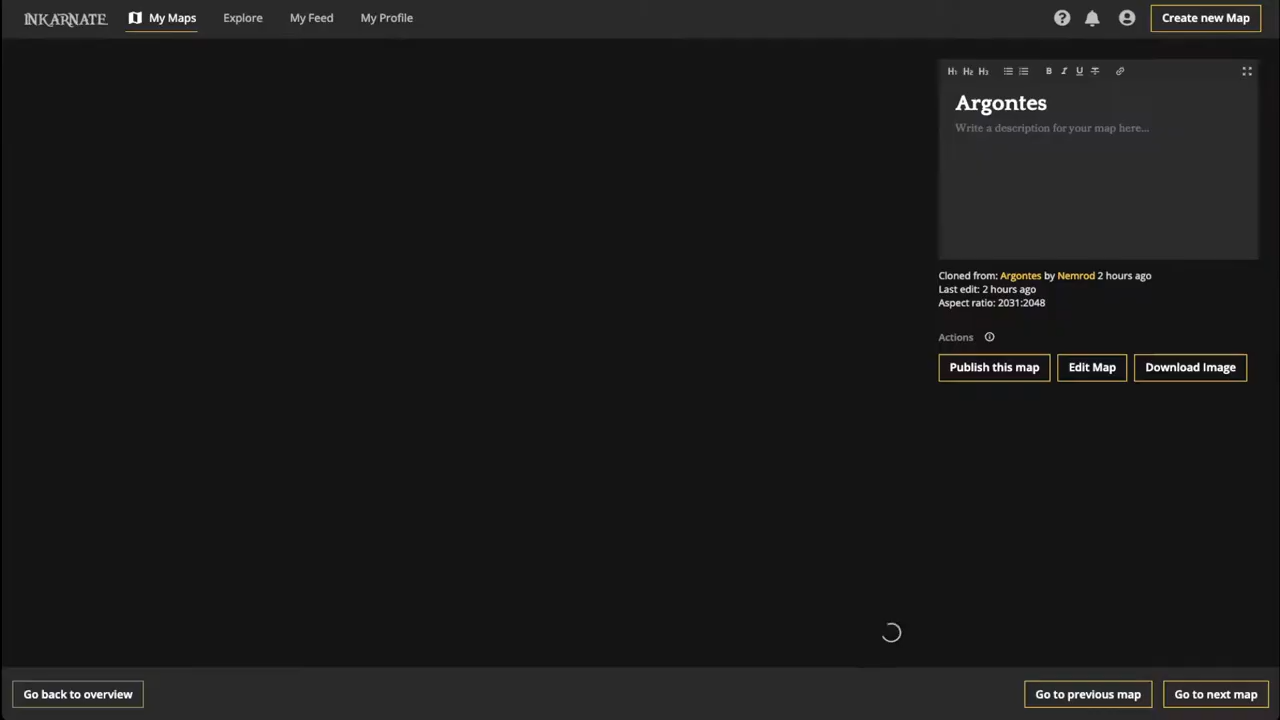 INKARNATE
My Maps
Explore
My Feed
My Profile
?
Create new Map
H1 H2 H3
B I U T
Argontes
Write a description for your map here...
Cloned from: Argontes by Nemrod 2 hours ago
Last edit: 2 hours ago
Aspect ratio: 2031:2048
Actions
Publish this map
Edit Map
Download Image
Go back to overview
Go to previous map
Go to next map